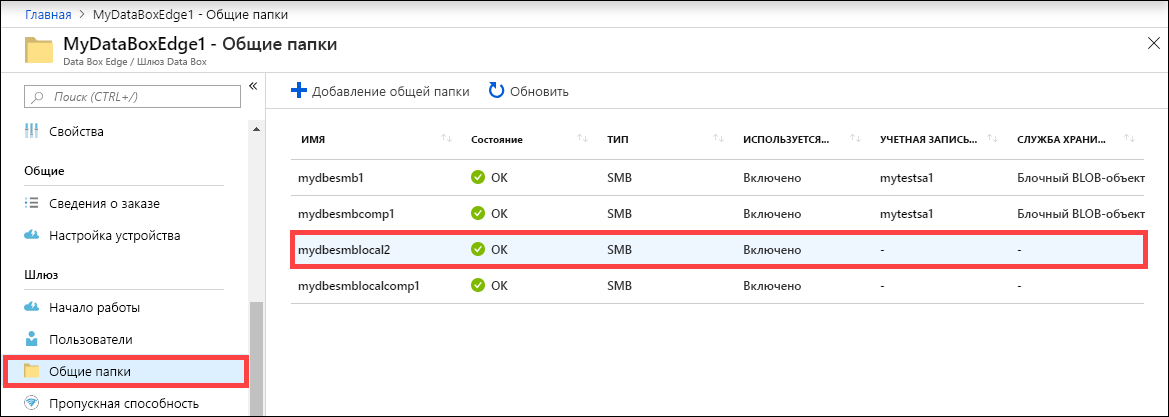 Главная > MyDataBoxEdge1 - Общие папки
MyDataBoxEdge1 - Общие папки
Data Box Edge / Шлюз Data Box
Поиск (CTRL+/)
Свойства
Общие
Сведения о заказе
Настройка устройства
Шлюз
Начало работы
Пользователи
Общие папки
Пропускная способность
Добавление общей папки Обновить
ИМЯ Состояние ТИП ИСПОЛЬЗУЕТСЯ... УЧЕТНАЯ ЗАПИСЬ... СЛУЖБА ХРАНИ...
mydbesmb1 OK SMB Включено mytestsa1 Блочный BLOB-объект
mydbesmbcomp1 OK SMB Включено mytestsa1 Блочный BLOB-объект
mydbesmblocal2 OK SMB Включено - -
mydbesmblocalcomp1 OK SMB Включено - -